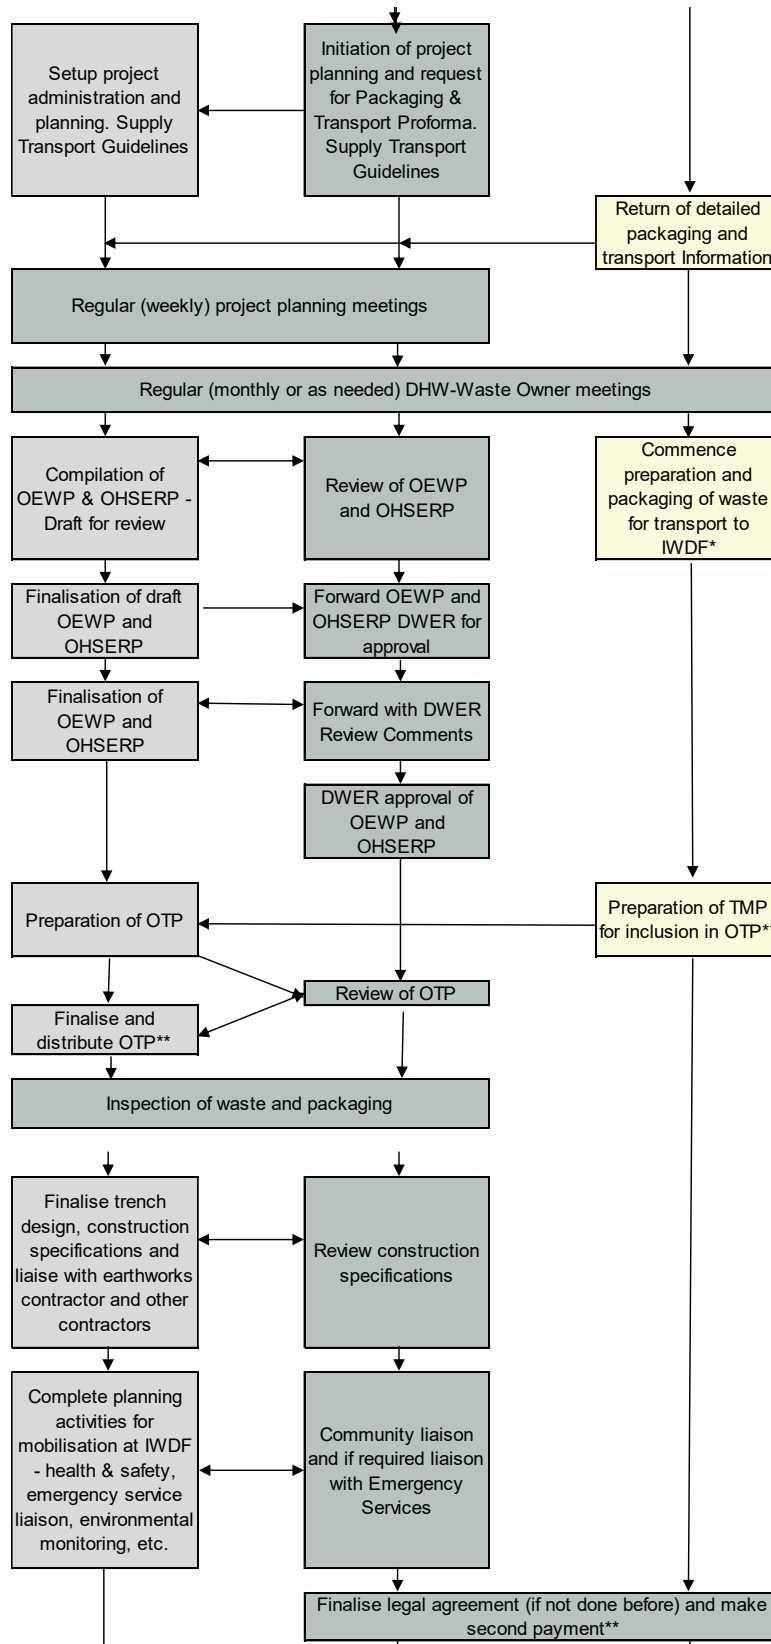 Setup project
administration and
planning. Supply
Transport Guidelines
Initiation of project
planning and request
for Packaging &
Transport Proforma.
Supply Transport
Guidelines
Return of detailed
packaging and
transport Information
Regular (weekly) project planning meetings
Regular (monthly or as needed) DHW-Waste Owner meetings
Compilation of
OEWP & OHSERP -
Draft for review
Review of OEWP
and OHSERP
Commence
preparation and
packaging of waste
for transport to
IWDF*
Finalisation of draft
OEWP and
OHSERP
Forward OEWP and
OHSERP DWER for
approval
Finalisation of
OEWP and
OHSERP
Forward with DWER
Review Comments
DWER approval of
OEWP and
OHSERP
Preparation of OTP
Preparation of TMP
for inclusion in OTP**
Review of OTP
Finalise and
distribute OTP**
Inspection of waste and packaging
Finalise trench
design, construction
specifications and
liaise with earthworks
contractor and other
contractors
Review construction
specifications
Complete planning
activities for
mobilisation at IWDF
- health & safety,
emergency service
liaison, environmental
monitoring, etc.
Community liaison
and if required liaison
with Emergency
Services
Finalise legal agreement (if not done before) and make
second payment**